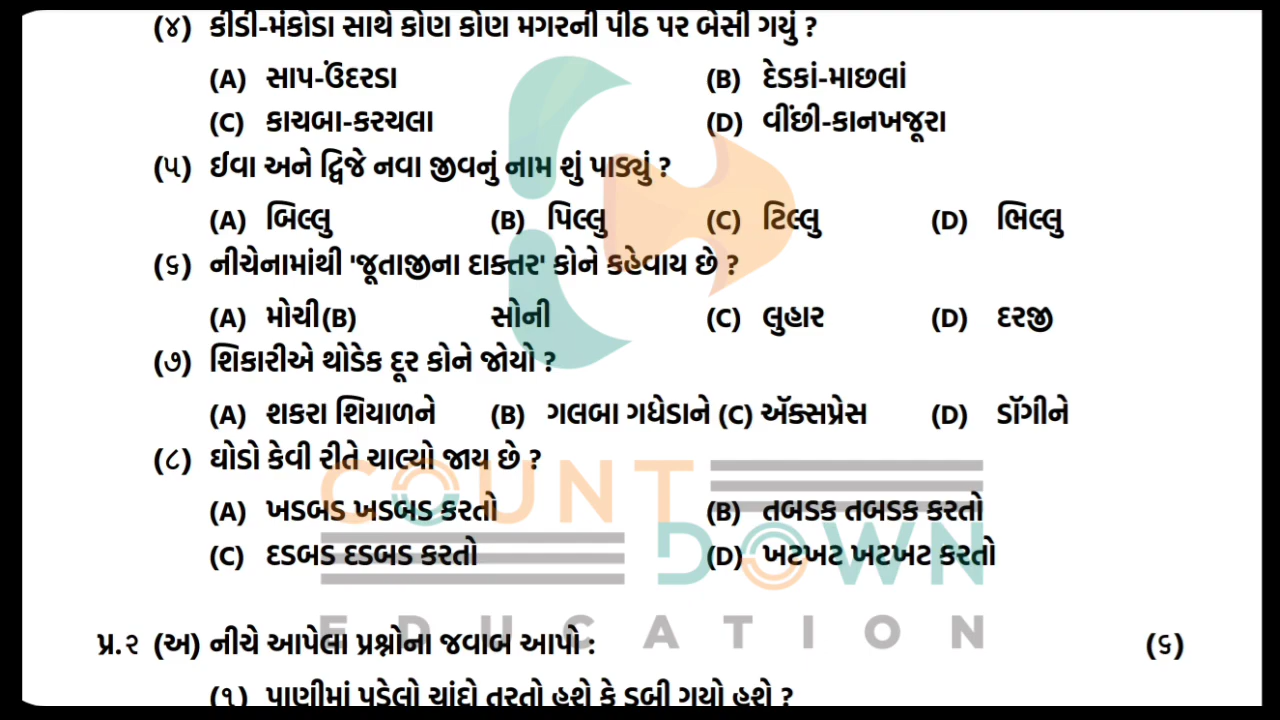 (૪) કીડી-મંકોડા સાથે કોણ કોણ મગરની પીઠ પર બેસી ગયું ?
(A) સાપ-ઉંદરડા (B) દેડકાં-માછલાં
(C) કાચબા-કરચલા (D) વીંછી-કાનખજૂરા
(૫) ઈવા અને દ્વિજે નવા જીવનું નામ શું પાડ્યું ?
(A) બિલ્લુ (B) પિલ્લુ (C) ટિલ્લુ (D) ભિલ્લુ
(૬) નીચેનામાંથી 'જૂતાજીના દાક્તર' કોને કહેવાય છે ?
(A) મોચી(B) સોની (C) લુહાર (D) દરજી
(૭) શિકારીએ થોડેક દૂર કોને જોયો ?
(A) શકરા શિયાળને (B) ગલબા ગધેડાને (C) ઍક્સપ્રેસ (D) ડૉગીને
(૮) ઘોડો કેવી રીતે ચાલ્યો જાય છે ?
(A) ખડબડ ખડબડ કરતો (B) તબડક તબડક કરતો
(C) દડબડ દડબડ કરતો (D) ખટખટ ખટખટ કરતો
COUNT
DOWN
EDUCATION
પ્ર.૨ (અ) નીચે આપેલા પ્રશ્નોના જવાબ આપો : (૬)
(૧) પાણીમાં પડેલો ચાંદો તરતો હશે કે ડૂબી ગયો હશે ?